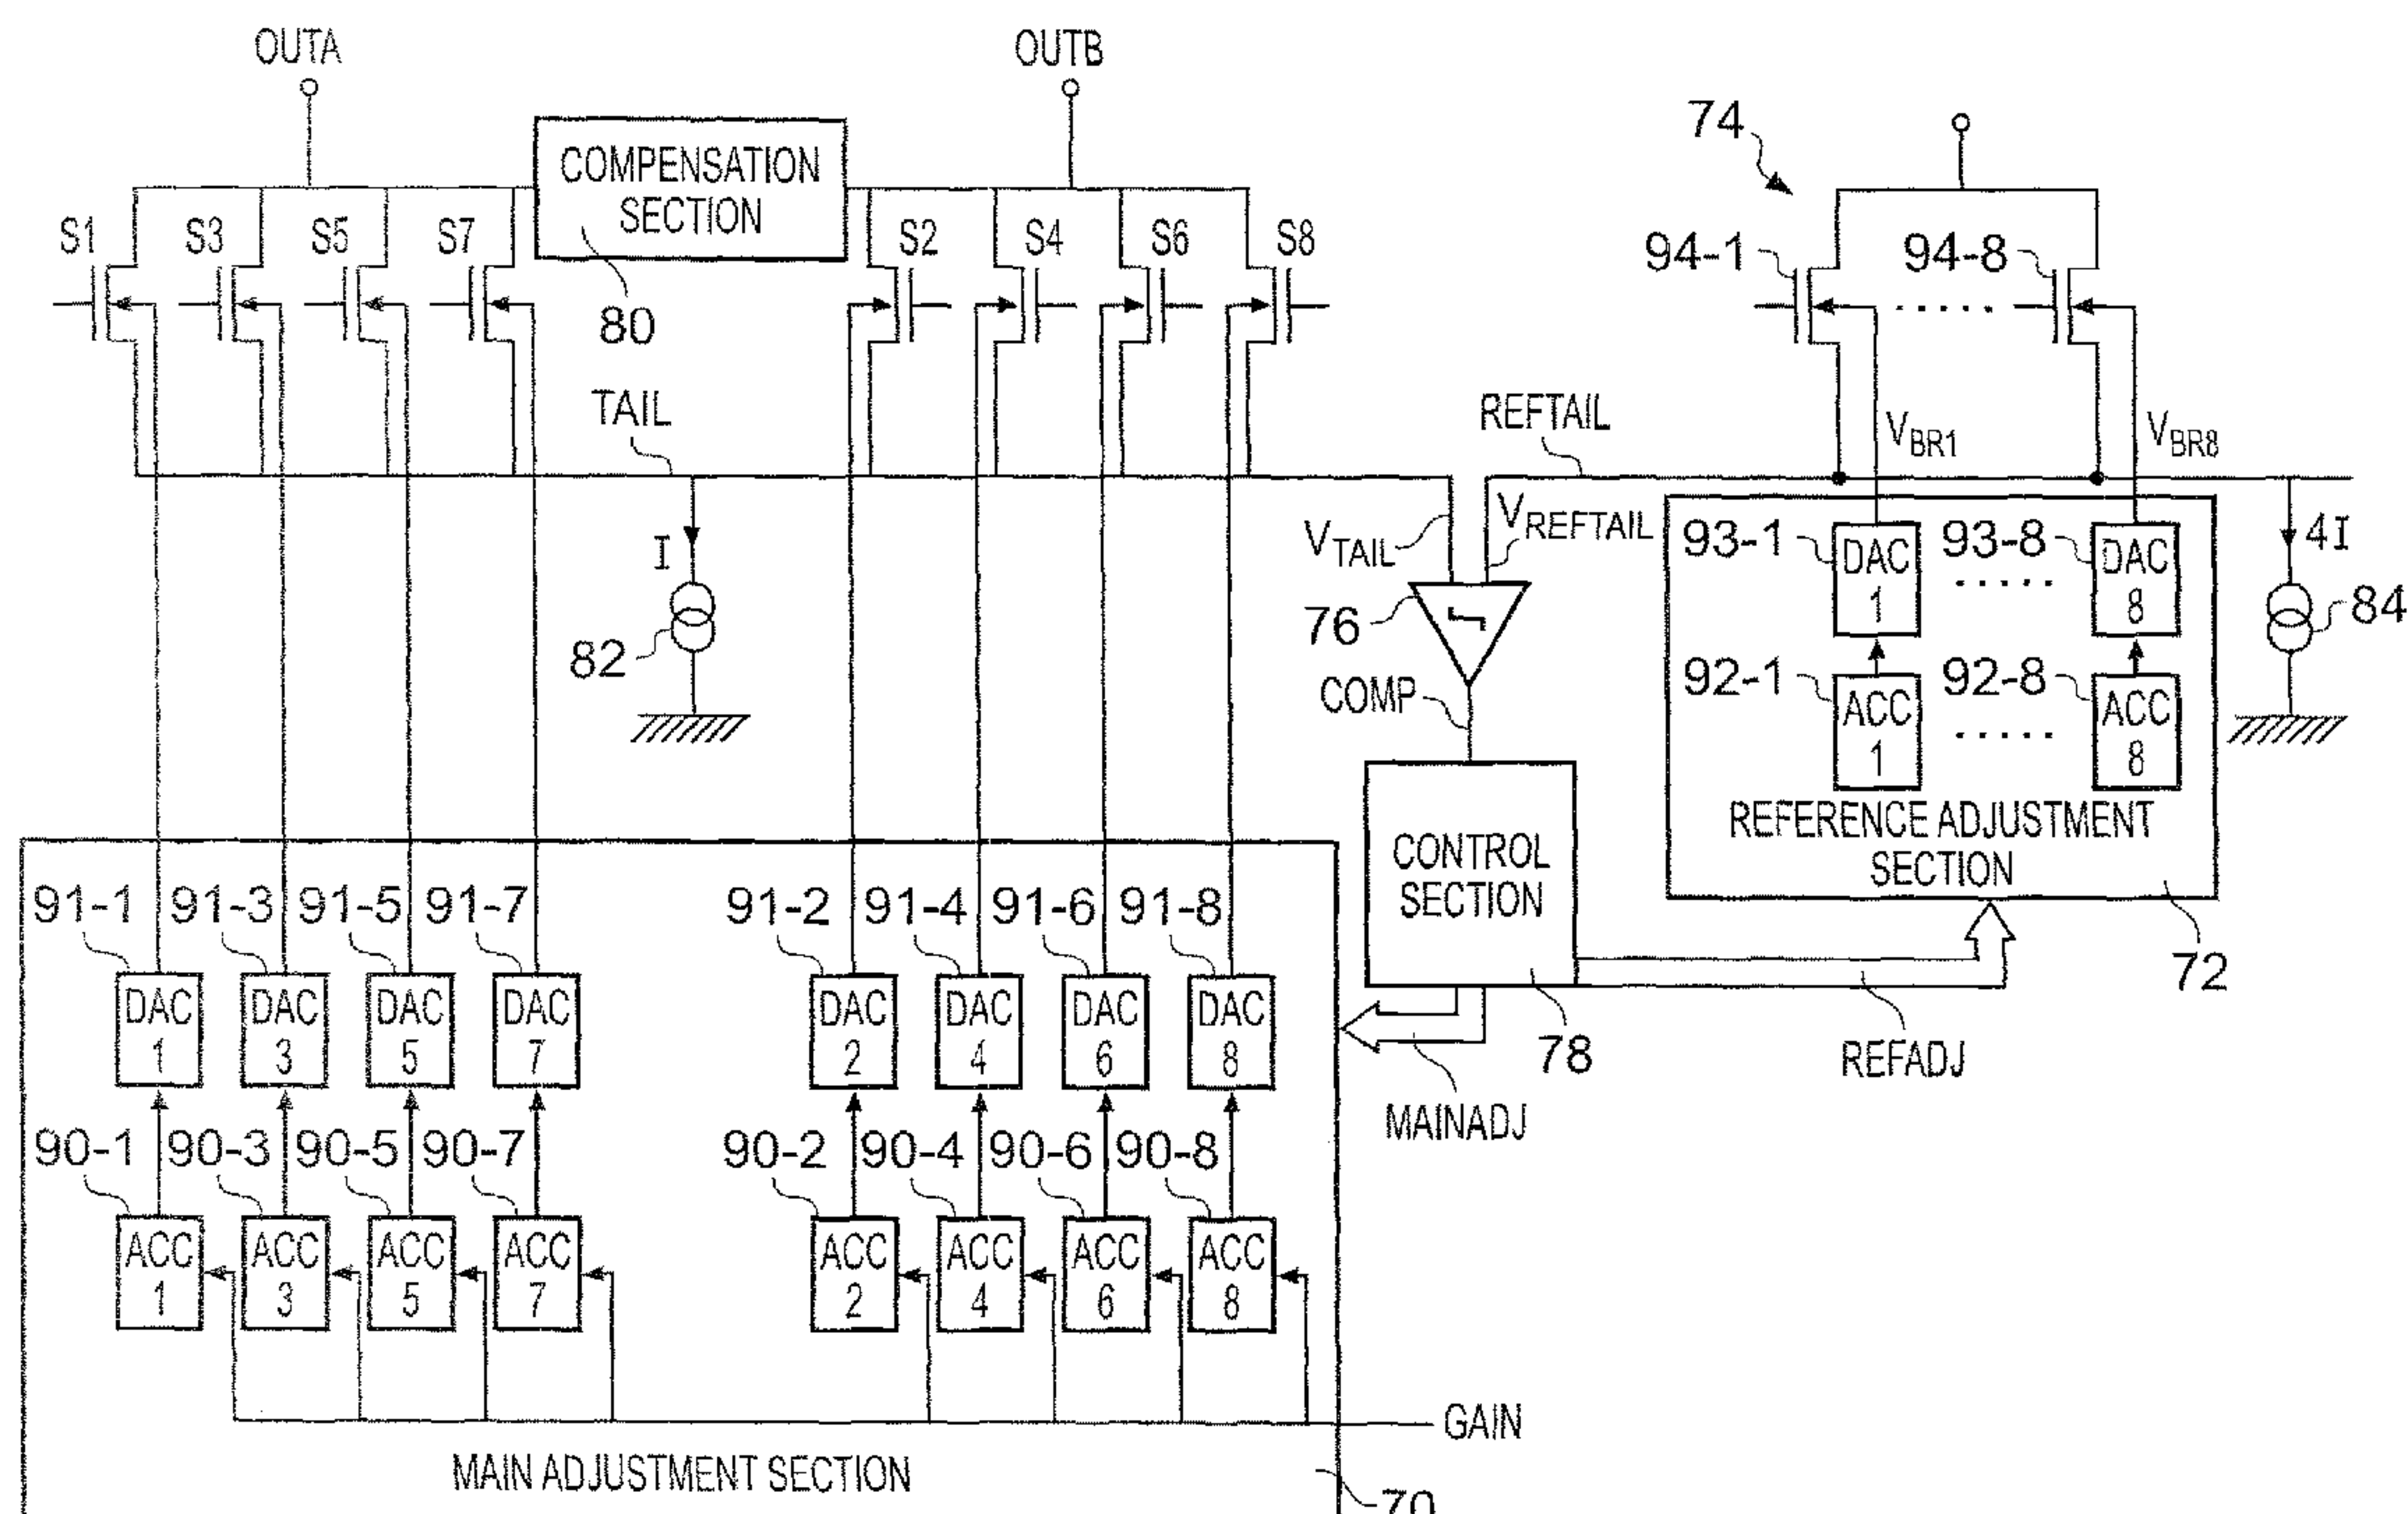 OUTA
OUTB
COMPENSATION
SECTION
80
S1
S3
S5
S7
S2
S4
S6
S8
74
94-1
94-8
TAIL
REFTAIL
VBR1
VBR8
I
82
VTAIL
VREFTAIL
76
COMP
93-1
DAC
1
93-8
DAC
8
92-1
ACC
1
92-8
ACC
8
4I
84
REFERENCE ADJUSTMENT
SECTION
72
CONTROL
SECTION
78
MAINADJ
REFADJ
91-1
91-3
91-5
91-7
91-2
91-4
91-6
91-8
DAC
1
DAC
3
DAC
5
DAC
7
DAC
2
DAC
4
DAC
6
DAC
8
90-1
90-3
90-5
90-7
90-2
90-4
90-6
90-8
ACC
1
ACC
3
ACC
5
ACC
7
ACC
2
ACC
4
ACC
6
ACC
8
GAIN
MAIN ADJUSTMENT SECTION
70